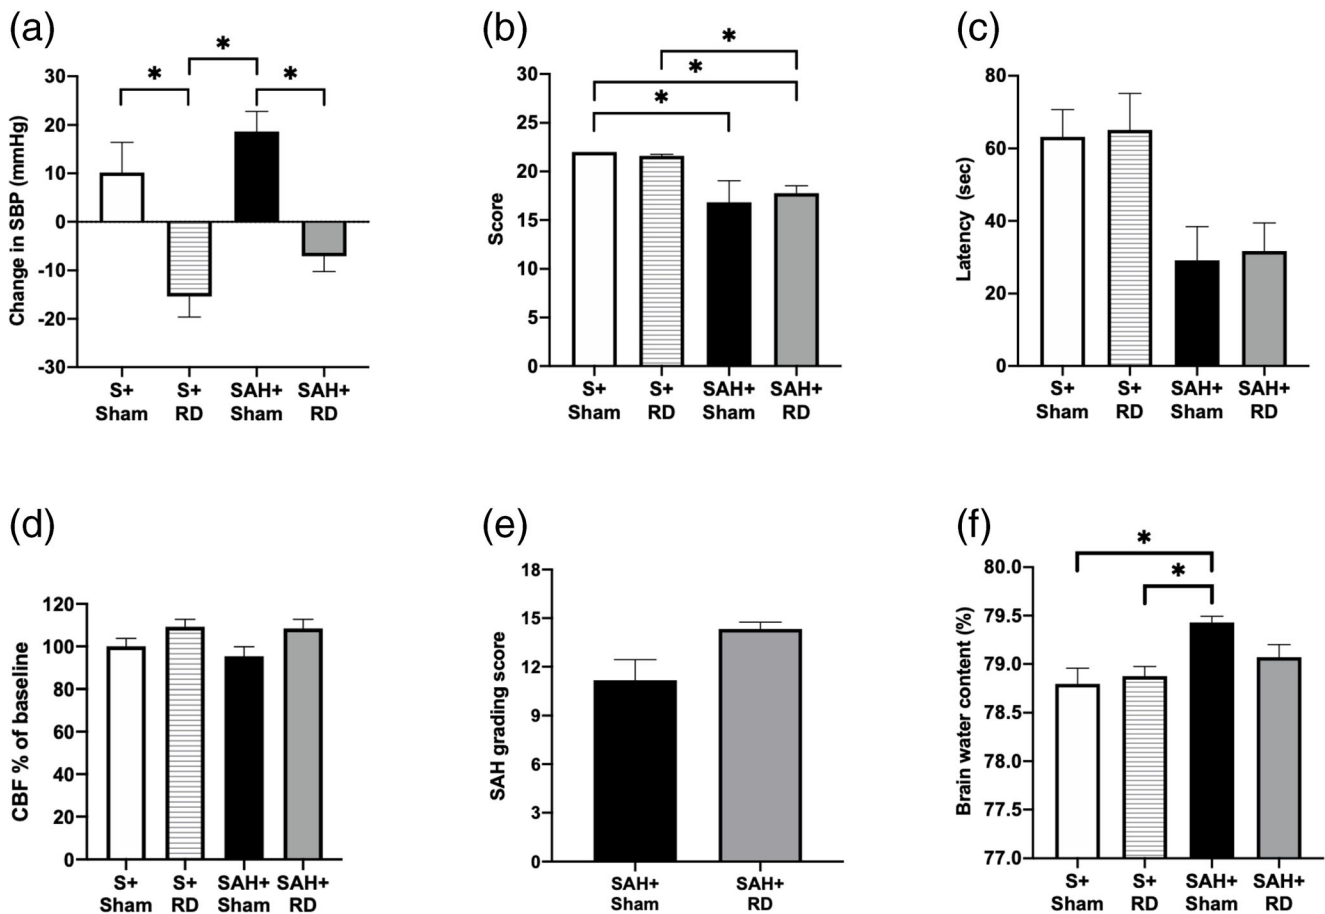 (a)
*
*
*
Change in SBP (mmHg)
30
20
10
0
-10
-20
-30
S+
Sham
S+
RD
SAH+
Sham
SAH+
RD
(b)
*
*
*
Score
30
25
20
15
10
5
0
S+
Sham
S+
RD
SAH+
Sham
SAH+
RD
(c)
Latency (sec)
80
60
40
20
0
S+
Sham
S+
RD
SAH+
Sham
SAH+
RD
(d)
CBF % of baseline
120
100
80
60
40
20
0
S+
Sham
S+
RD
SAH+
Sham
SAH+
RD
(e)
SAH grading score
18
15
12
9
6
3
0
SAH+
Sham
SAH+
RD
(f)
*
*
Brain water content (%)
80.0
79.5
79.0
78.5
78.0
77.5
77.0
S+
Sham
S+
RD
SAH+
Sham
SAH+
RD